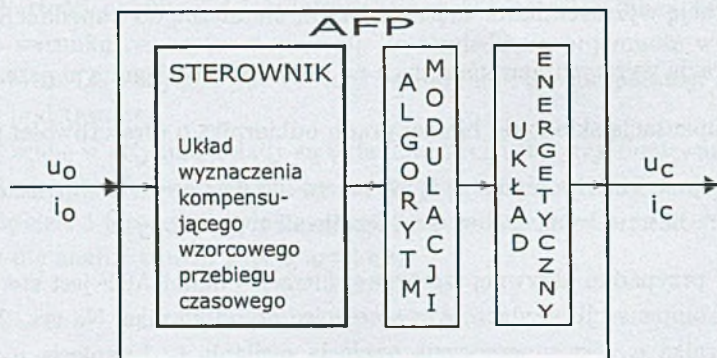 AFP
STEROWNIK
Układ
wyznaczenia
kompensu-
jącego
wzorcowego
przebiegu
czasowego
ALGORYTM
MODULACJI
UKŁAD
ENERGETYCZNY
uo
io
uc
ic